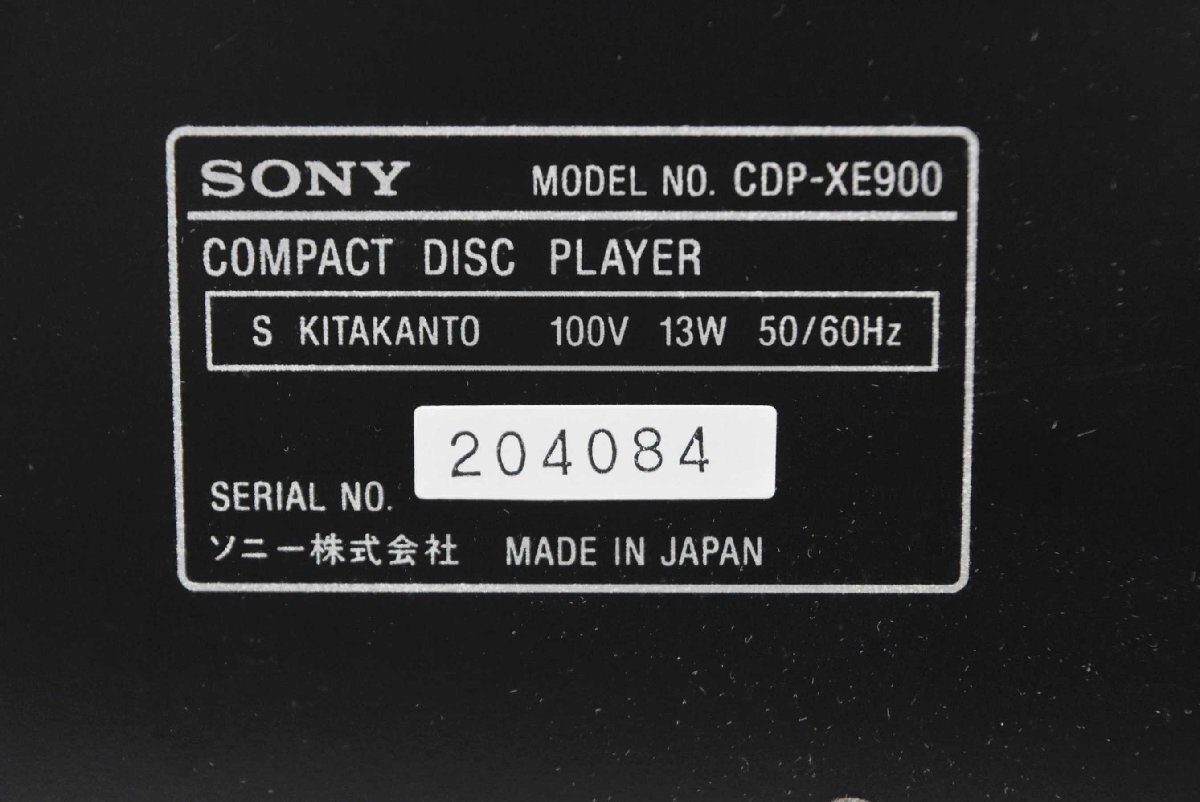 SONY MODEL NO. CDP-XE900
COMPACT DISC PLAYER
S KITAKANTO 100V 13W 50/60Hz
204084
SERIAL NO.
ソニー株式会社 MADE IN JAPAN